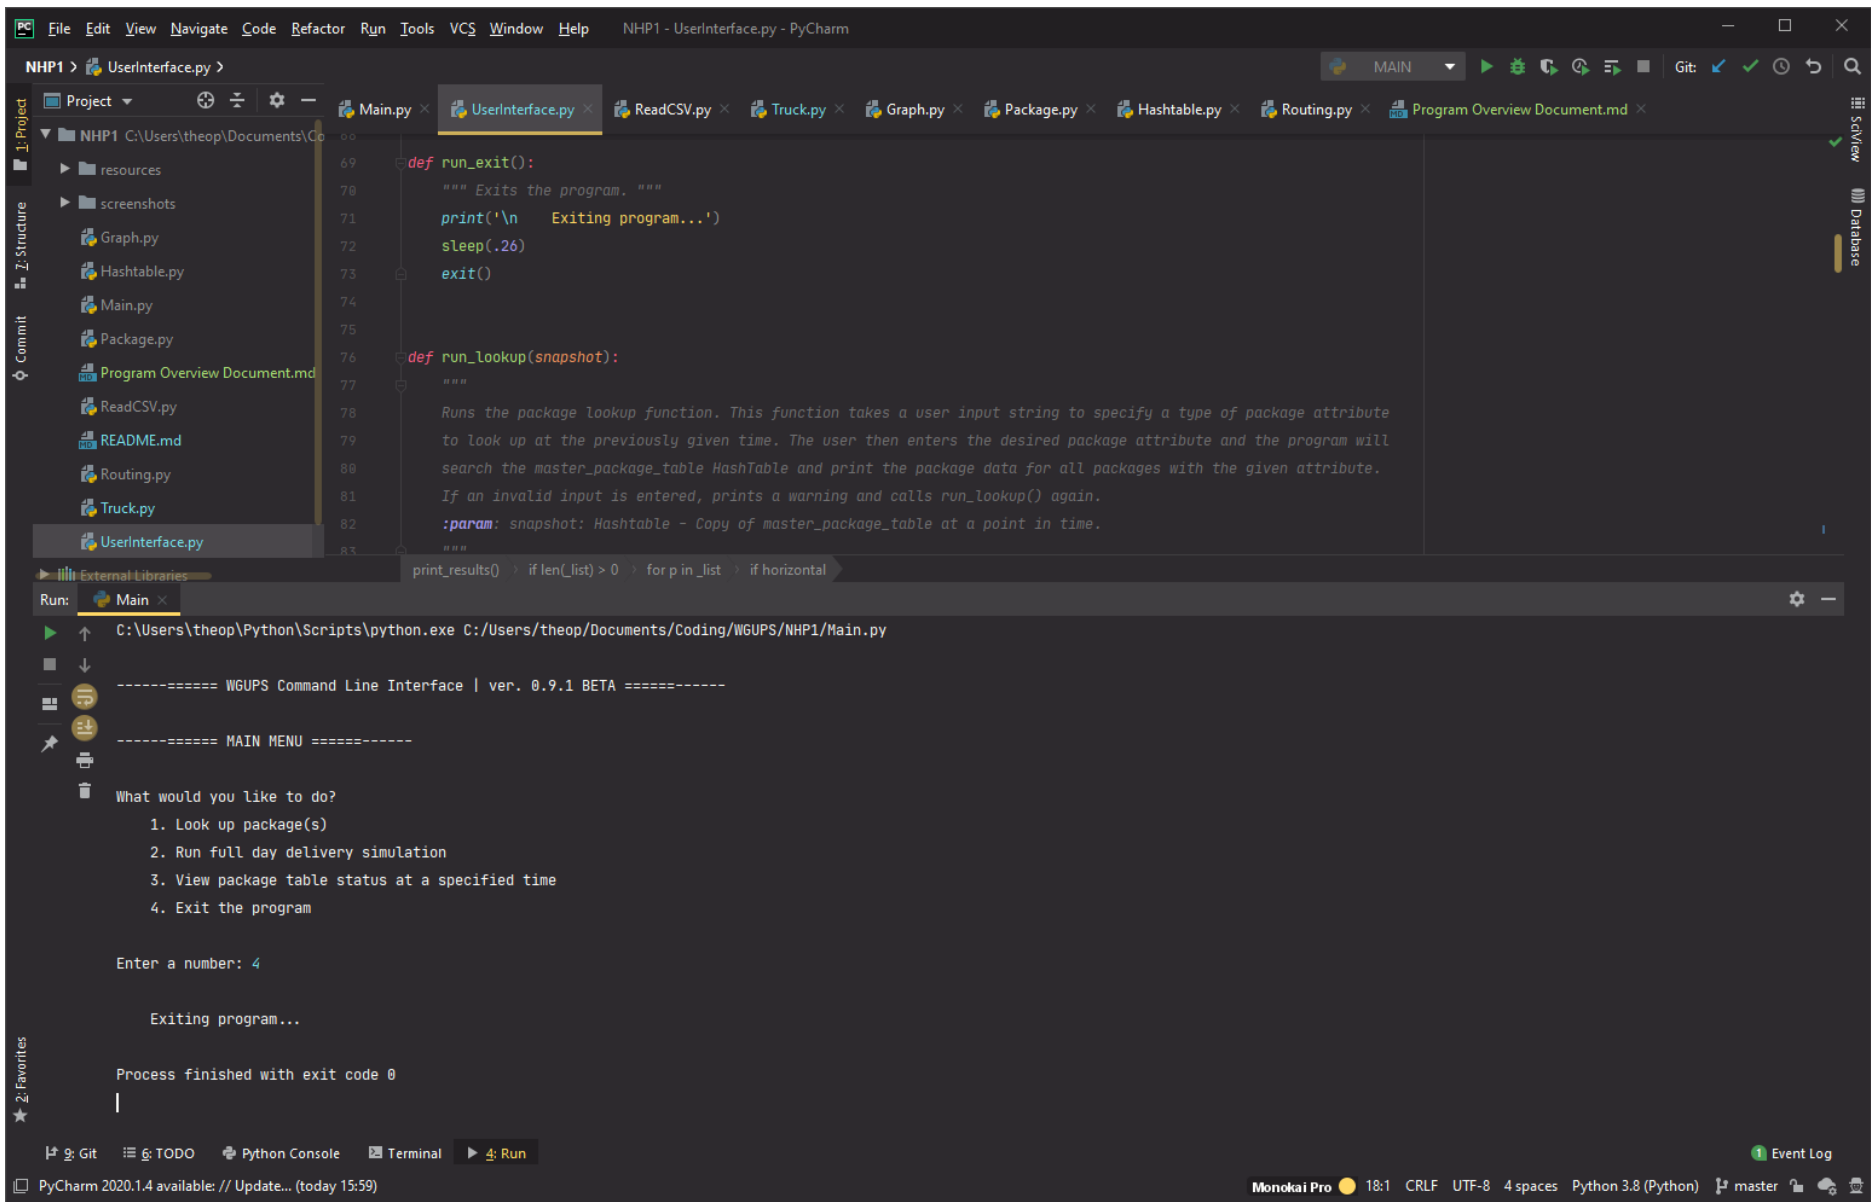 PC File Edit View Navigate Code Refactor Run Tools VCS Window Help NHP1 - UserInterface.py - PyCharm
NHP1 UserInterface.py MAIN Git:
Project
Main.py UserInterface.py ReadCSV.py Truck.py Graph.py Package.py Hashtable.py Routing.py Program Overview Document.md
1: Project
Z: Structure
Commit
2: Favorites
SciView
Database
NHP1 C:\Users\theop\Documents\Co
resources
screenshots
Graph.py
Hashtable.py
Main.py
Package.py
Program Overview Document.md
ReadCSV.py
README.md
Routing.py
Truck.py
UserInterface.py
External Libraries
68
69 def run_exit():
70 """ Exits the program. """
71 print('\n    Exiting program...')
72 sleep(.26)
73 exit()
74
75
76 def run_lookup(snapshot):
77 """
78 Runs the package lookup function. This function takes a user input string to specify a type of package attribute
79 to look up at the previously given time. The user then enters the desired package attribute and the program will
80 search the master_package_table HashTable and print the package data for all packages with the given attribute.
81 If an invalid input is entered, prints a warning and calls run_lookup() again.
82 :param: snapshot: Hashtable - Copy of master_package_table at a point in time.
83 """
print_results() if len(_list) > 0 for p in _list if horizontal
Run: Main
C:\Users\theop\Python\Scripts\python.exe C:/Users/theop/Documents/Coding/WGUPS/NHP1/Main.py
------====== WGUPS Command Line Interface | ver. 0.9.1 BETA ======------
------====== MAIN MENU ======------
What would you like to do?
1. Look up package(s)
2. Run full day delivery simulation
3. View package table status at a specified time
4. Exit the program
Enter a number: 4
Exiting program...
Process finished with exit code 0
9: Git 6: TODO Python Console Terminal 4: Run 1 Event Log
PyCharm 2020.1.4 available: // Update... (today 15:59) Monokai Pro 18:1 CRLF UTF-8 4 spaces Python 3.8 (Python) master